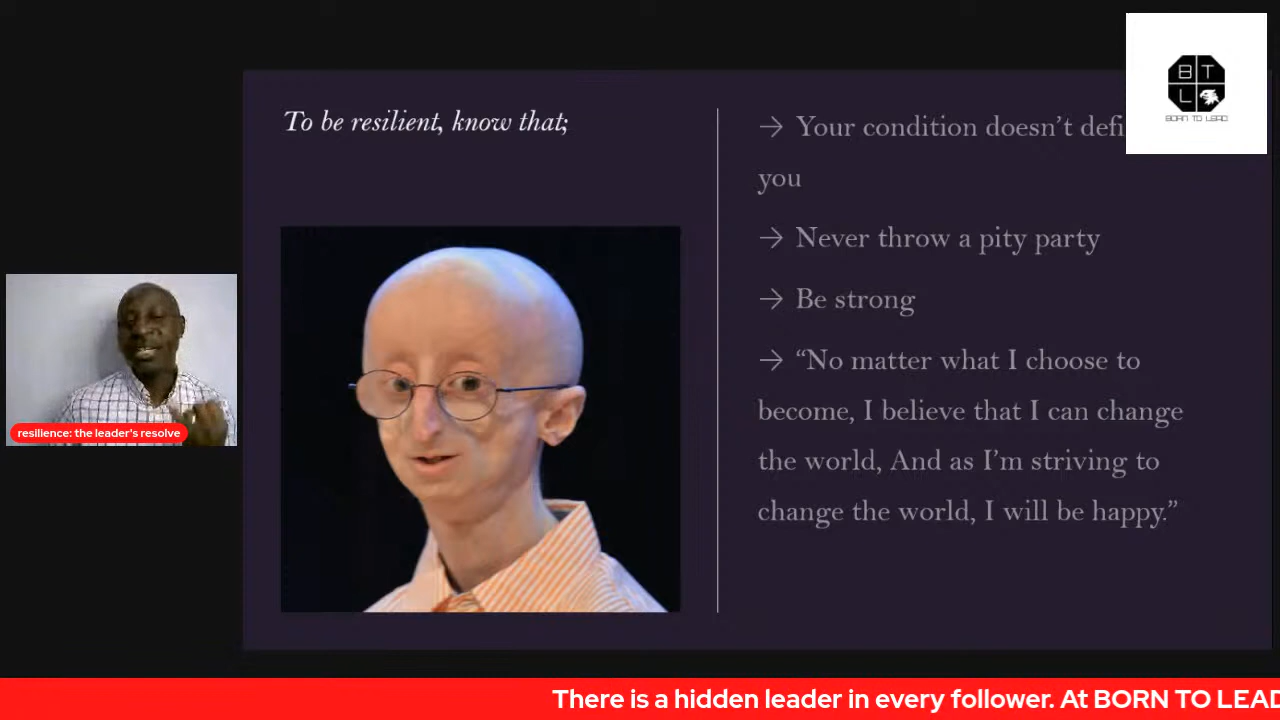 To be resilient, know that;
→ Your condition doesn’t defi
you
→ Never throw a pity party
→ Be strong
→ “No matter what I choose to
become, I believe that I can change
the world, And as I’m striving to
change the world, I will be happy.”
BTL
BORN TO LEAD
resilience: the leader's resolve
There is a hidden leader in every follower. At BORN TO LEAD